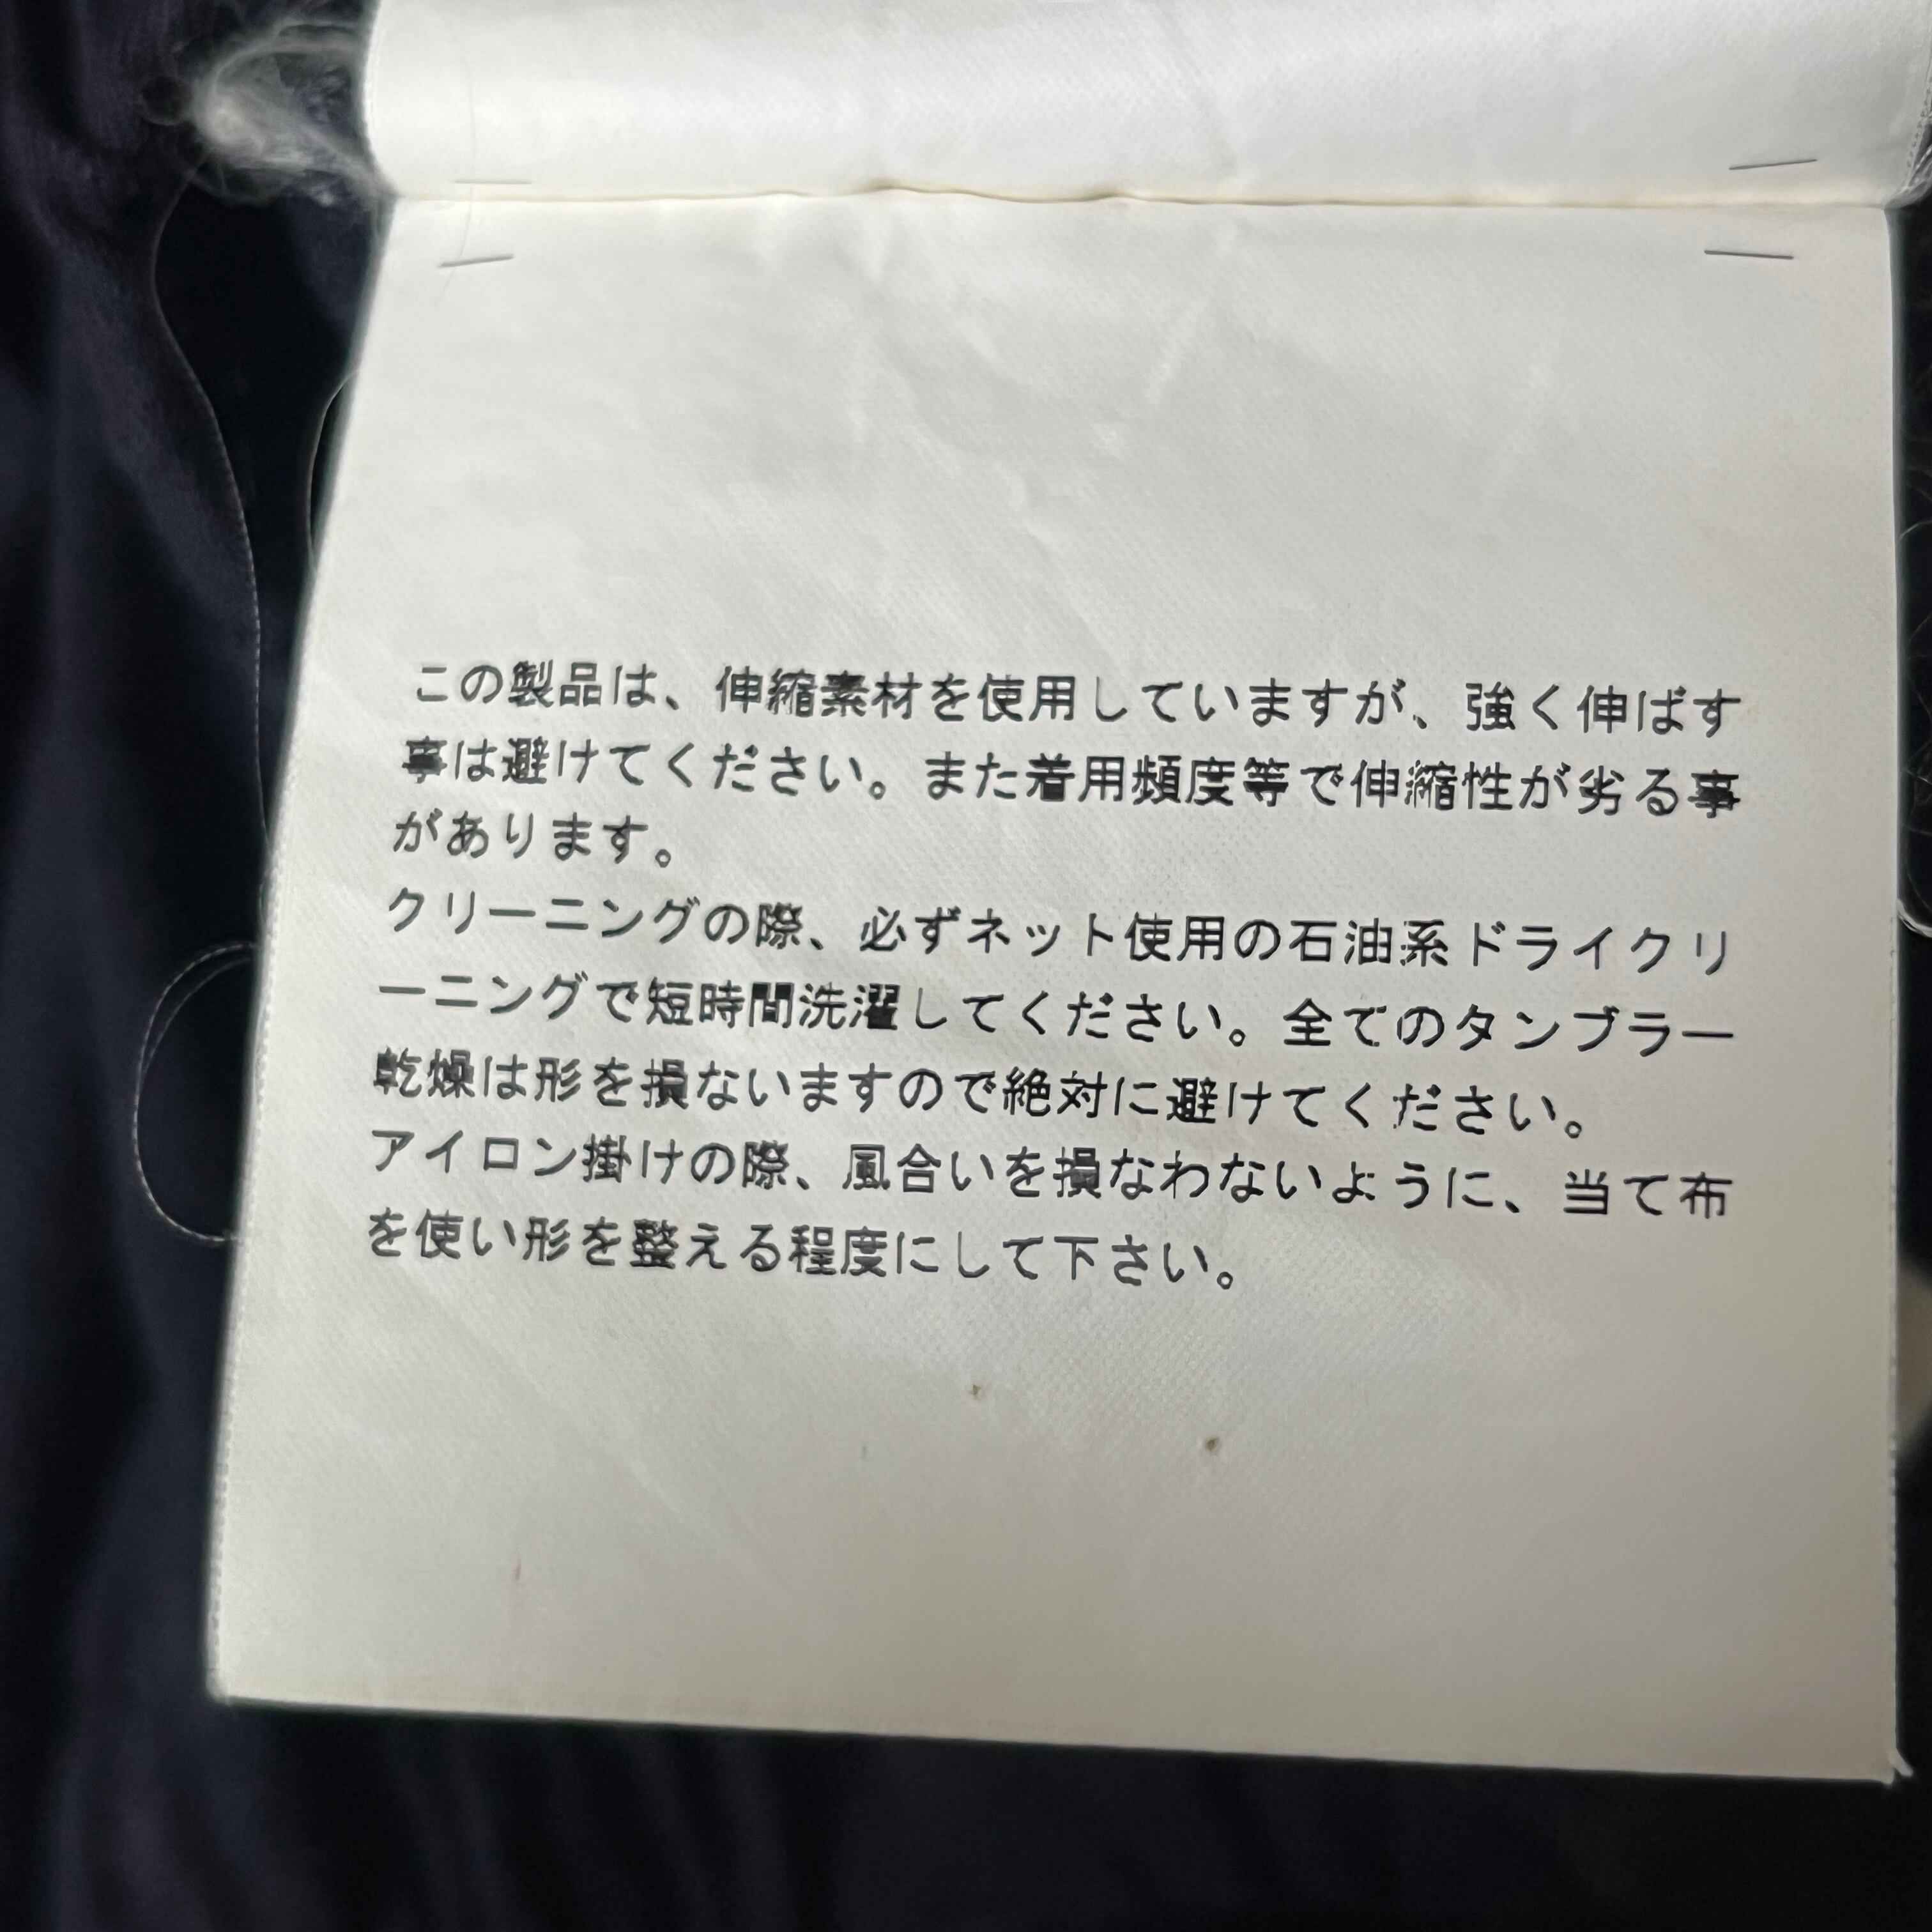 この製品は、伸縮素材を使用していますが、強く伸ばす
事は避けてください。また着用頻度等で伸縮性が劣る事
があります。
クリーニングの際、必ずネット使用の石油系ドライクリ
ーニングで短時間洗濯してください。全てのタンブラー
乾燥は形を損ないますので絶対に避けてください。
アイロン掛けの際、風合いを損なわないように、当て布
を使い形を整える程度にして下さい。